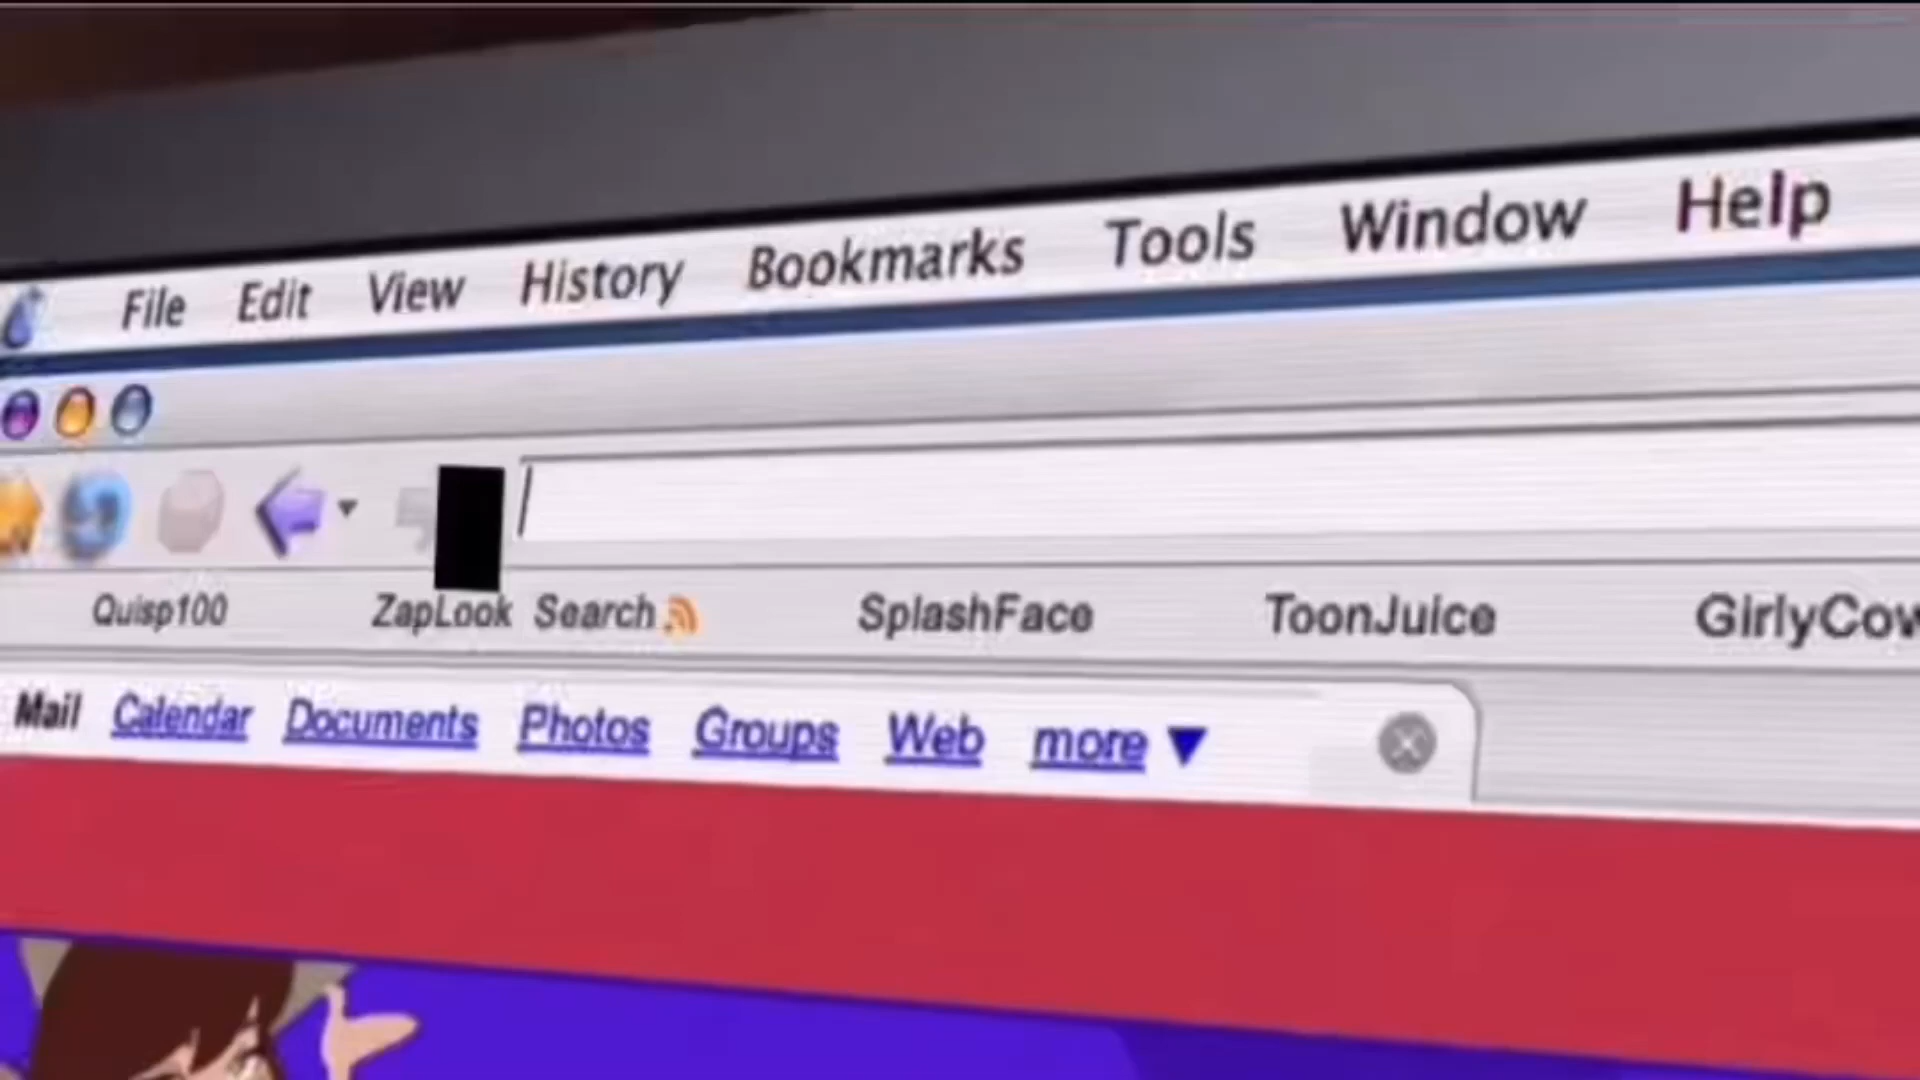 File Edit View History Bookmarks Tools Window Help
Quisp100 ZapLook Search SplashFace ToonJuice GirlyCow
Mail Calendar Documents Photos Groups Web more